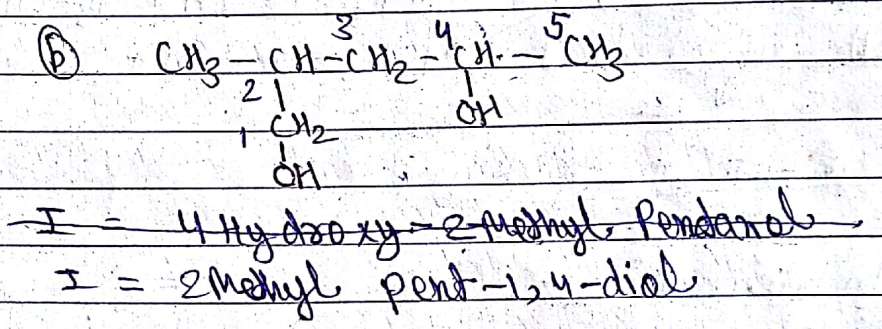 (b) CH3 - CH - CH2 - CH - CH3
2 3 4 5
1 CH2 OH
OH
I = 4 Hydroxy - 2 Methyl Pentanol
I = 2 Methyl pent-1,4-diol